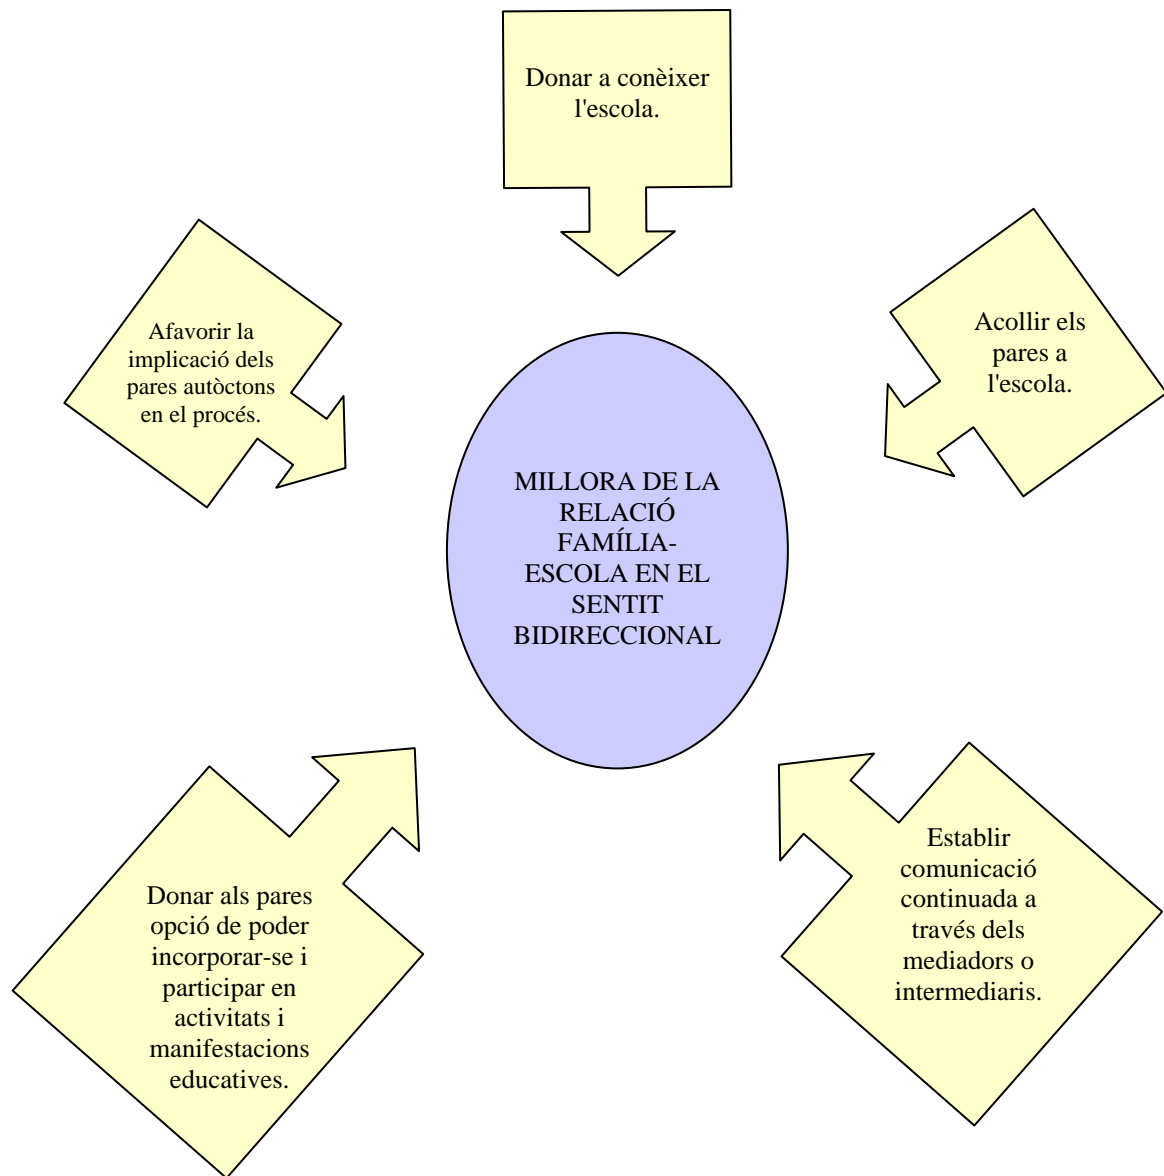 Donar a conèixer
l'escola.
Afavorir la
implicació dels
pares autòctons
en el procés.
Acollir els
pares a
l'escola.
MILLORA DE LA
RELACIÓ
FAMÍLIA-
ESCOLA EN EL
SENTIT
BIDIRECCIONAL
Donar als pares
opció de poder
incorporar-se i
participar en
activitats i
manifestacions
educatives.
Establir
comunicació
continuada a
través dels
mediadors o
intermediaris.